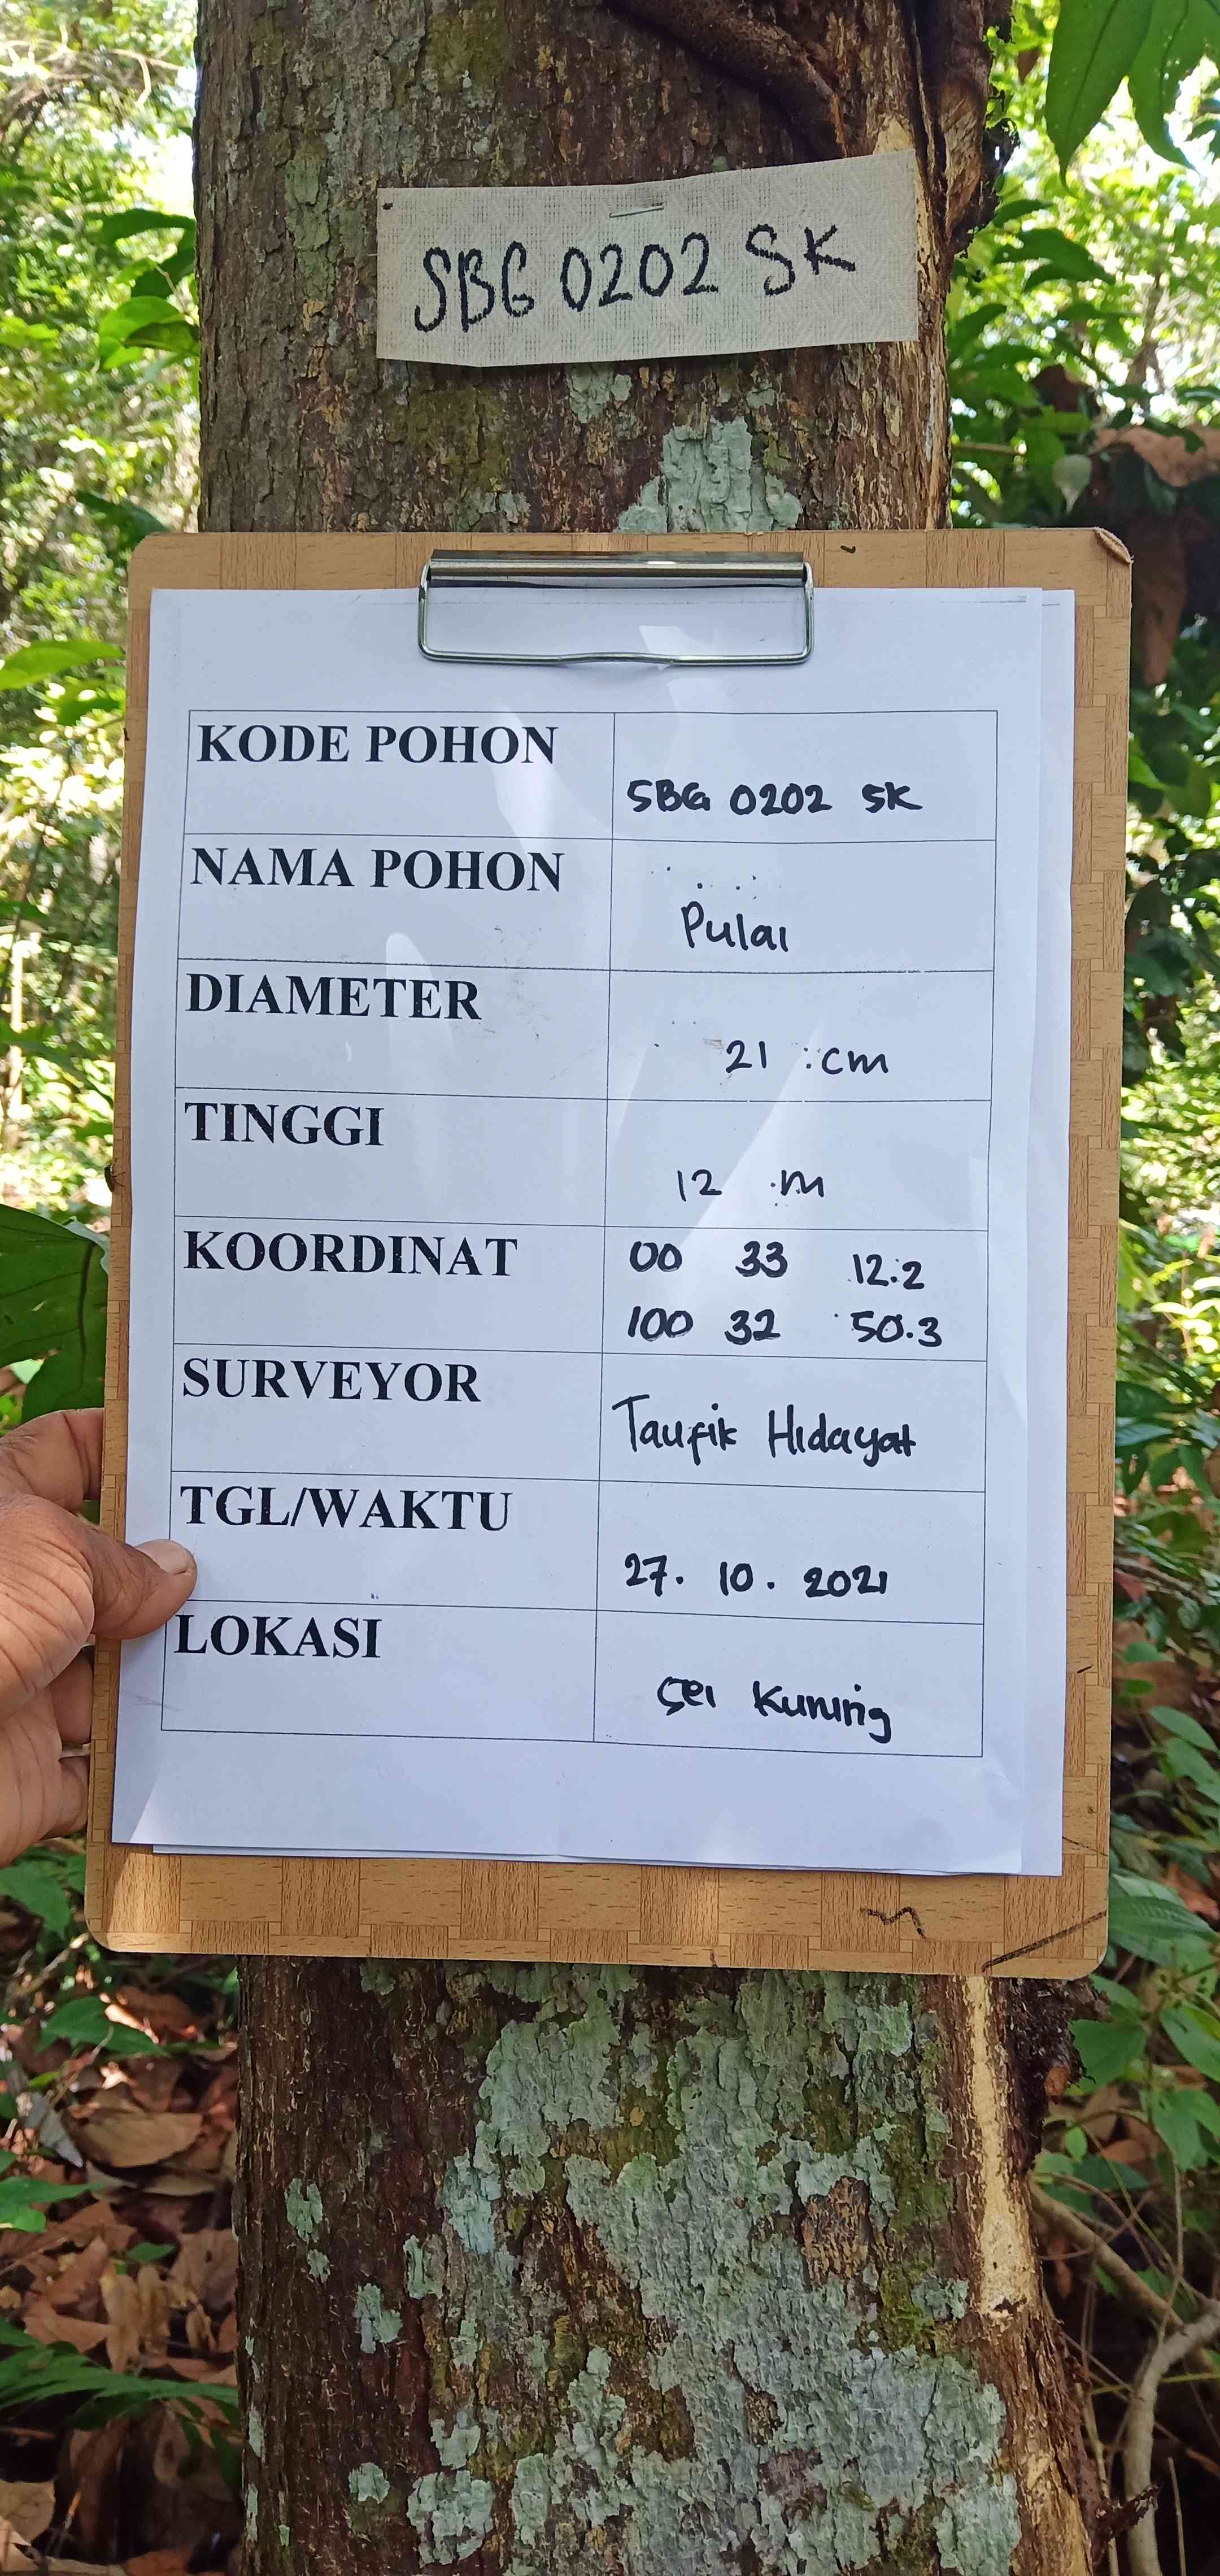 SBG 0202 SK
KODE POHON
SBG 0202 SK
NAMA POHON
Pulai
DIAMETER
21 cm
TINGGI
12 m
KOORDINAT
00 33 12.2
100 32 50.3
SURVEYOR
Taufik Hidayat
TGL/WAKTU
27. 10. 2021
LOKASI
Sei Kuning